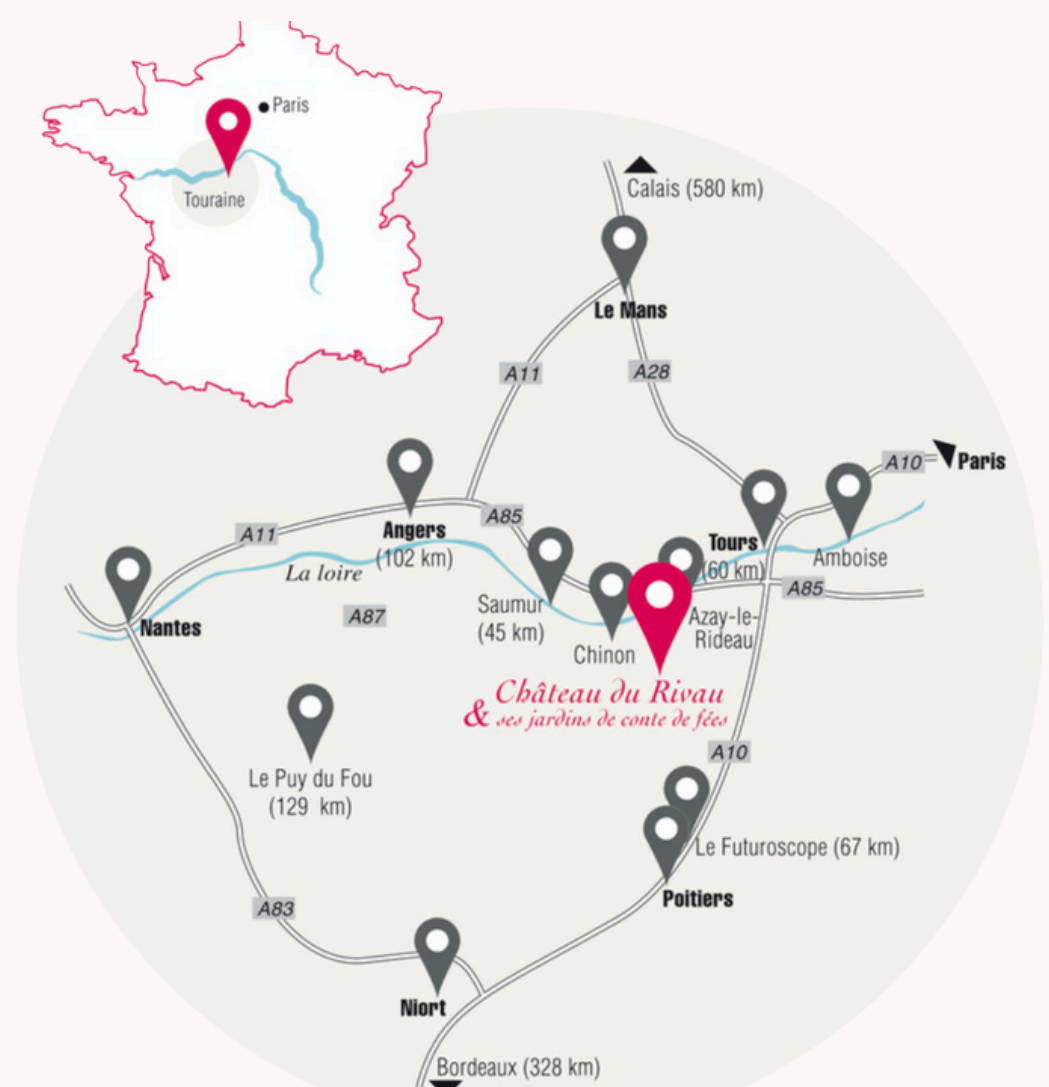 Paris
Touraine
Calais (580 km)
Le Mans
A11
A28
A10
Paris
Angers
(102 km)
A85
A11
Tours
(60 km)
Amboise
La loire
A85
Nantes
A87
Saumur
(45 km)
Azay-le-
Rideau
Chinon
Château du Rivau
& ses jardins de conte de fées
A10
Le Puy du Fou
(129 km)
Le Futuroscope (67 km)
Poitiers
A83
Niort
Bordeaux (328 km)